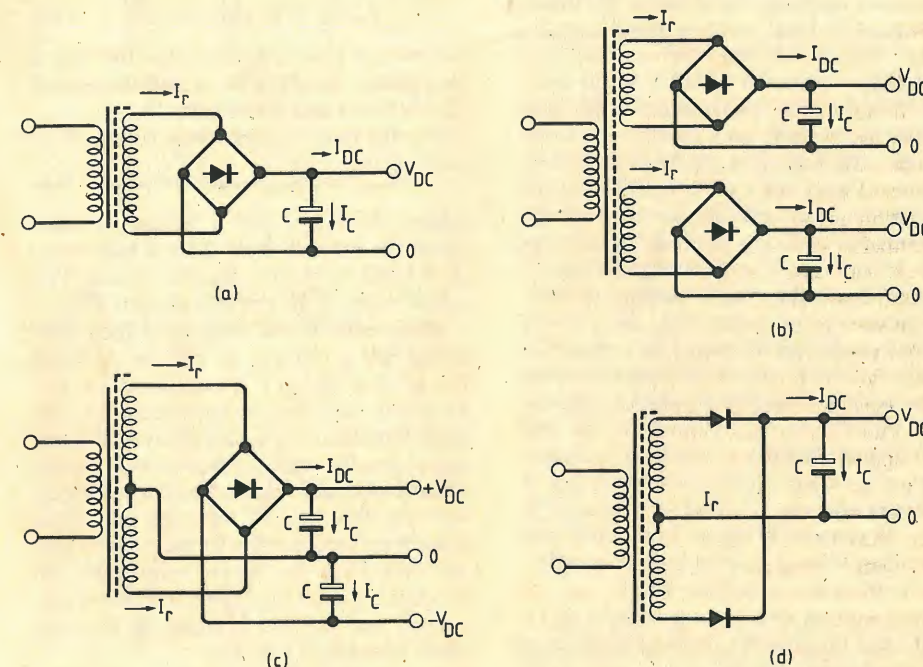 →I_r
→I_DC
V_DC
C ↓I_C
0
(a)
→I_r
→I_DC
V_DC
C ↓I_C
0
→I_r
→I_DC
V_DC
C ↓I_C
0
(b)
→I_r
→I_DC
+V_DC
C ↓I_C
0
C ↓I_C
→I_r
-V_DC
(c)
→I_DC
V_DC
C ↓I_C
I_r
0
(d)